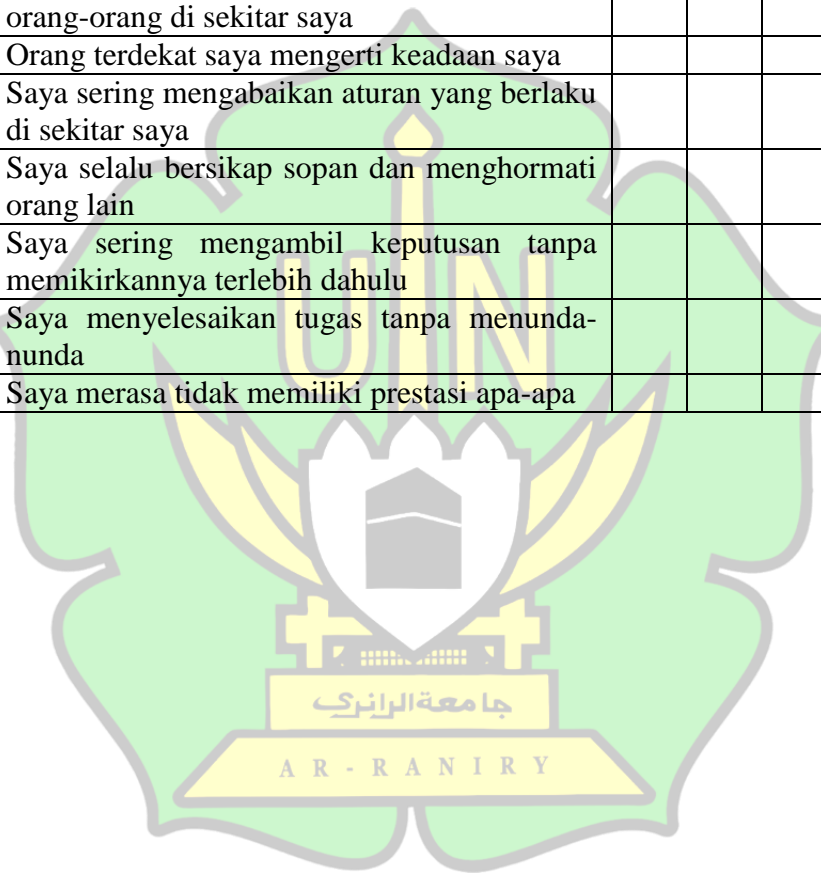 orang-orang di sekitar saya
Orang terdekat saya mengerti keadaan saya
Saya sering mengabaikan aturan yang berlaku
di sekitar saya
Saya selalu bersikap sopan dan menghormati
orang lain
Saya sering mengambil keputusan tanpa
memikirkannya terlebih dahulu
Saya menyelesaikan tugas tanpa menunda-
nunda
Saya merasa tidak memiliki prestasi apa-apa
UIN
جامعةالرانري
AR-RANIRY